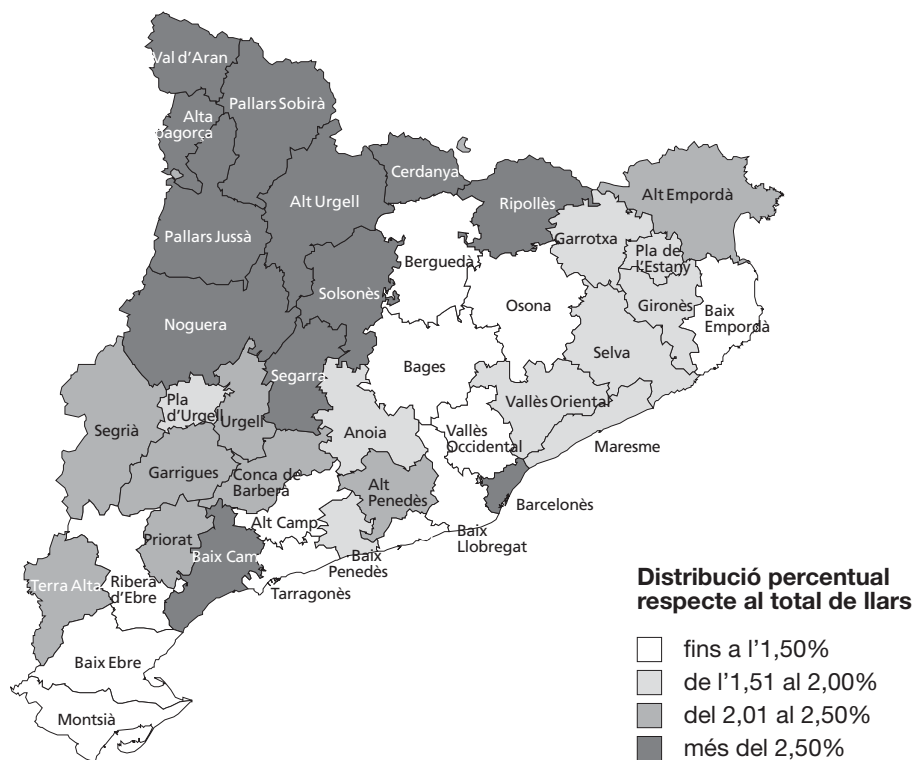 Val d'Aran
Pallars Sobirà
Alta
bagorça
Cerdanya
Alt Urgell
Ripollès
Alt Empordà
Pallars Jussà
Garrotxa
Pla de
l'Estany
Berguedà
Solsonès
Osona
Gironès
Baix
Empordà
Noguera
Selva
Bages
Segarra
Pla
d'Urgell
Urgell
Vallès Oriental
Segrià
Anoia
Vallès
Occidental
Maresme
Garrigues
Conca de
Barberà
Alt
Penedès
Barcelonès
Alt Camp
Baix
Llobregat
Priorat
Baix Cam
Baix
Penedès
Tarragonès
Terra Alta
Ribera
d'Ebre
Baix Ebre
Montsià
Distribució percentual
respecte al total de llars
fins a l'1,50%
de l'1,51 al 2,00%
del 2,01 al 2,50%
més del 2,50%